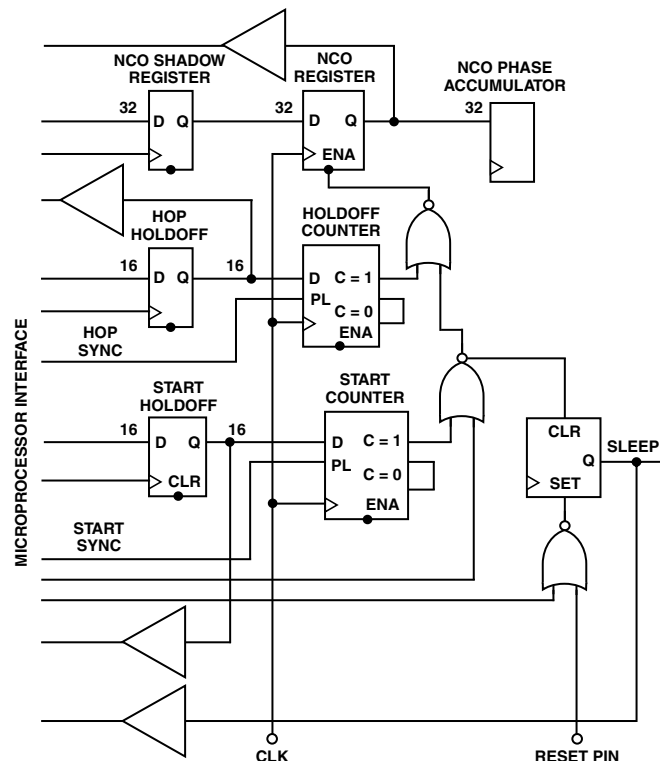 NCO SHADOW
REGISTER
NCO
REGISTER
NCO PHASE
ACCUMULATOR
32
D Q
32
D Q
ENA
32
HOP
HOLDOFF
HOLDOFF
COUNTER
16
D Q
16
D C = 1
PL
C = 0
ENA
HOP
SYNC
MICROPROCESSOR INTERFACE
START
HOLDOFF
START
COUNTER
16
D Q
CLR
16
D C = 1
PL
C = 0
ENA
CLR
Q
SET
SLEEP
START
SYNC
CLK
RESET PIN